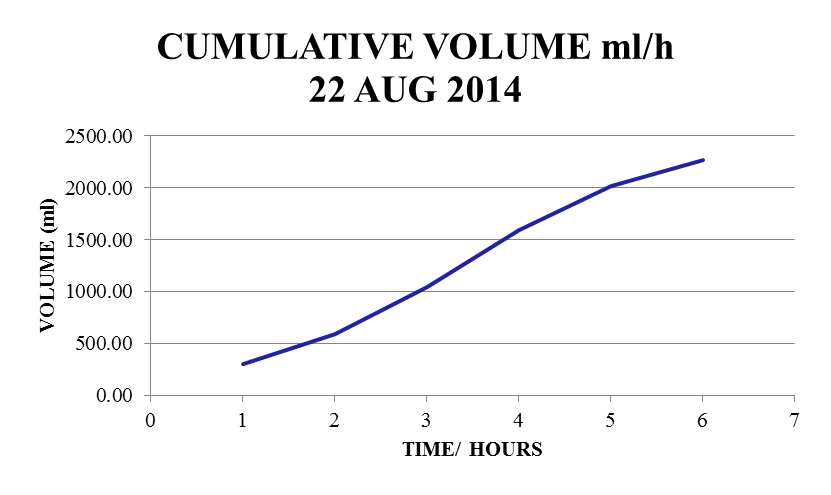 CUMULATIVE VOLUME ml/h
22 AUG 2014
2500.00
2000.00
1500.00
1000.00
500.00
0.00
VOLUME (ml)
0 1 2 3 4 5 6 7
TIME/ HOURS